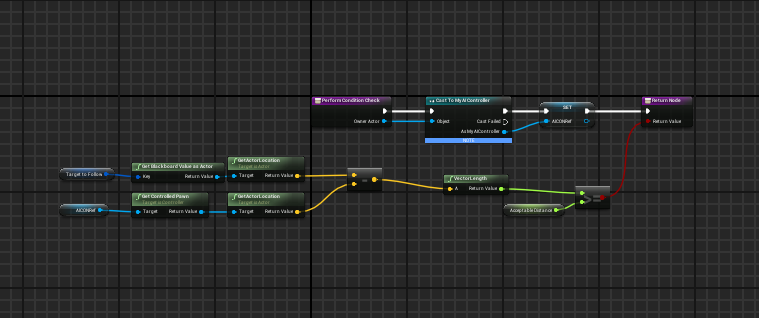 Perform Condition Check
Owner Actor
Cast To MyAIController
Object
Cast Failed
As My AIController
NOTE
SET
AICONRef
Return Node
Return Value
Target to Follow
Get Blackboard Value as Actor
Key
Return Value
GetActorLocation
Target is Actor
Target
Return Value
AICONRef
Get Controlled Pawn
Target is Controller
Target
Return Value
GetActorLocation
Target is Actor
Target
Return Value
-
VectorLength
A
Return Value
Acceptable Distance
>=